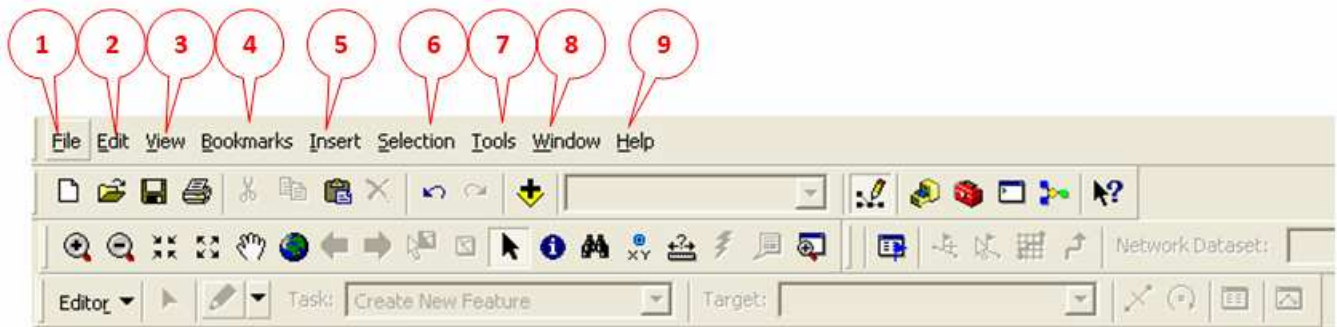 1 2 3 4 5 6 7 8 9
File Edit View Bookmarks Insert Selection Tools Window Help
?
XY ? Network Dataset:
Editor Task: Create New Feature Target: